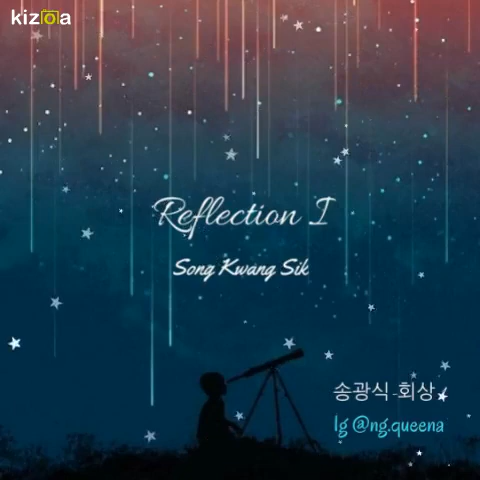 kizoa
Reflection I
Song Kwang Sik
송광식-회상
Ig @ng.queena